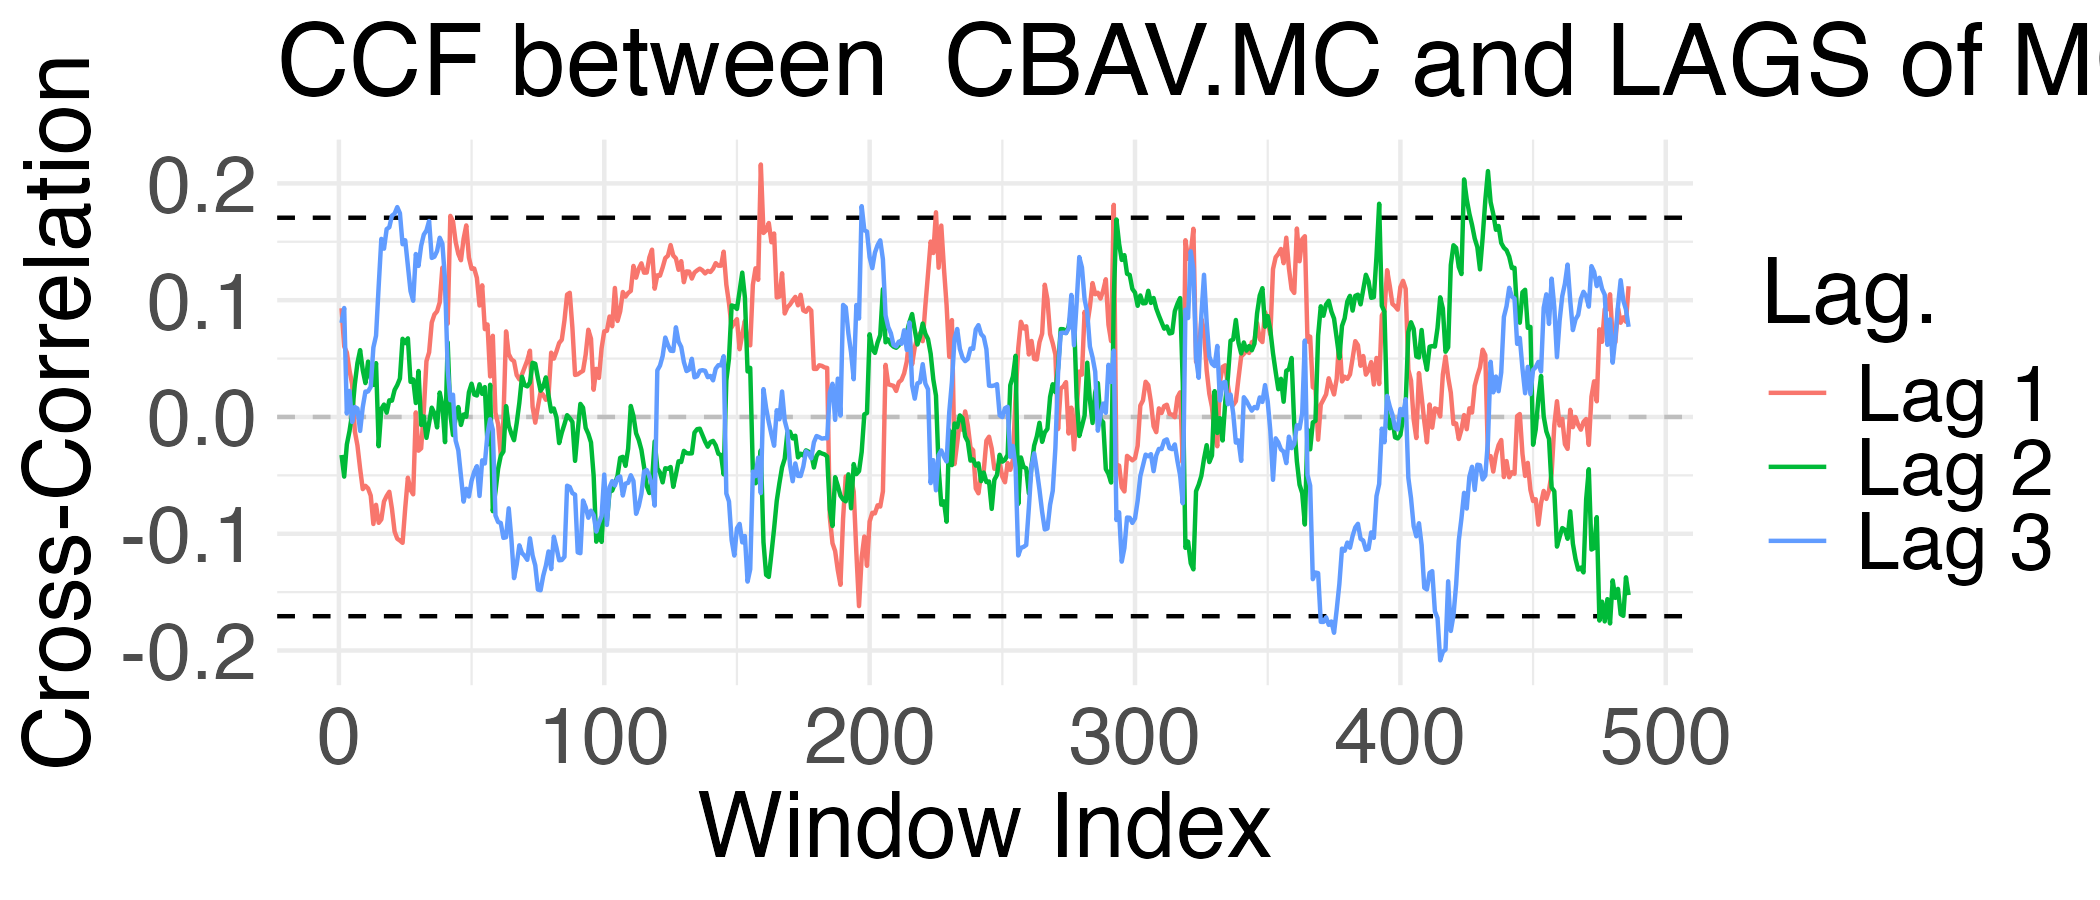 CCF between CBAV.MC and LAGS of M
Cross-Correlation
0.2
0.1
0.0
-0.1
-0.2
0 100 200 300 400 500
Window Index
Lag.
Lag 1
Lag 2
Lag 3